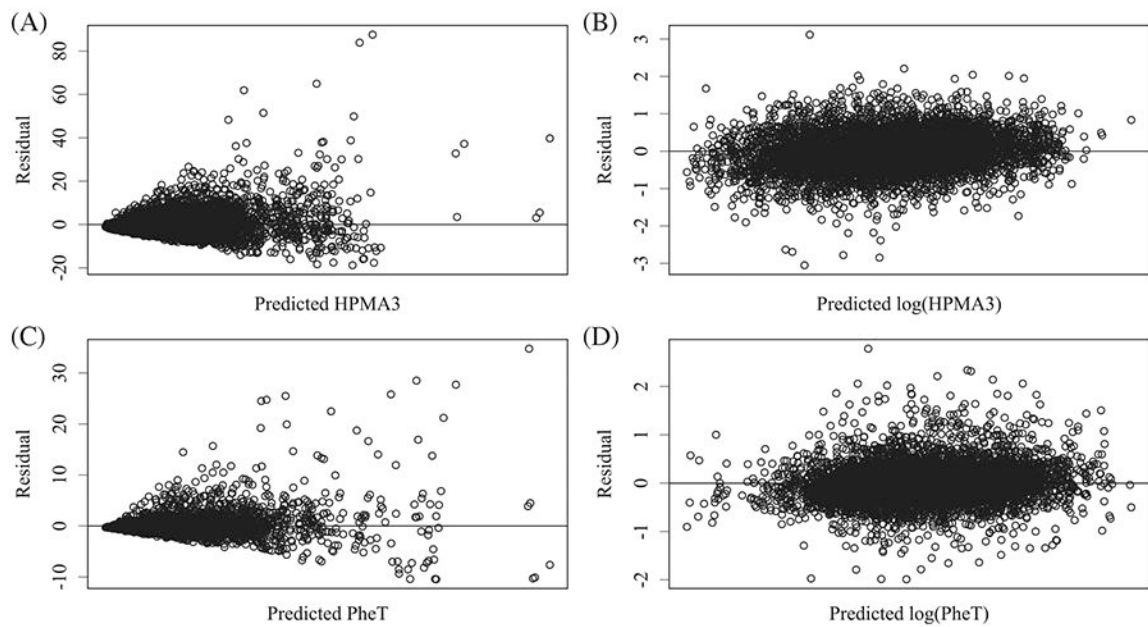 (A)
Residual
80
60
40
20
0
-20
Predicted HPMA3
(B)
Residual
3
2
1
0
-1
-2
-3
Predicted log(HPMA3)
(C)
Residual
30
20
10
0
-10
Predicted PheT
(D)
Residual
2
1
0
-1
-2
Predicted log(PheT)